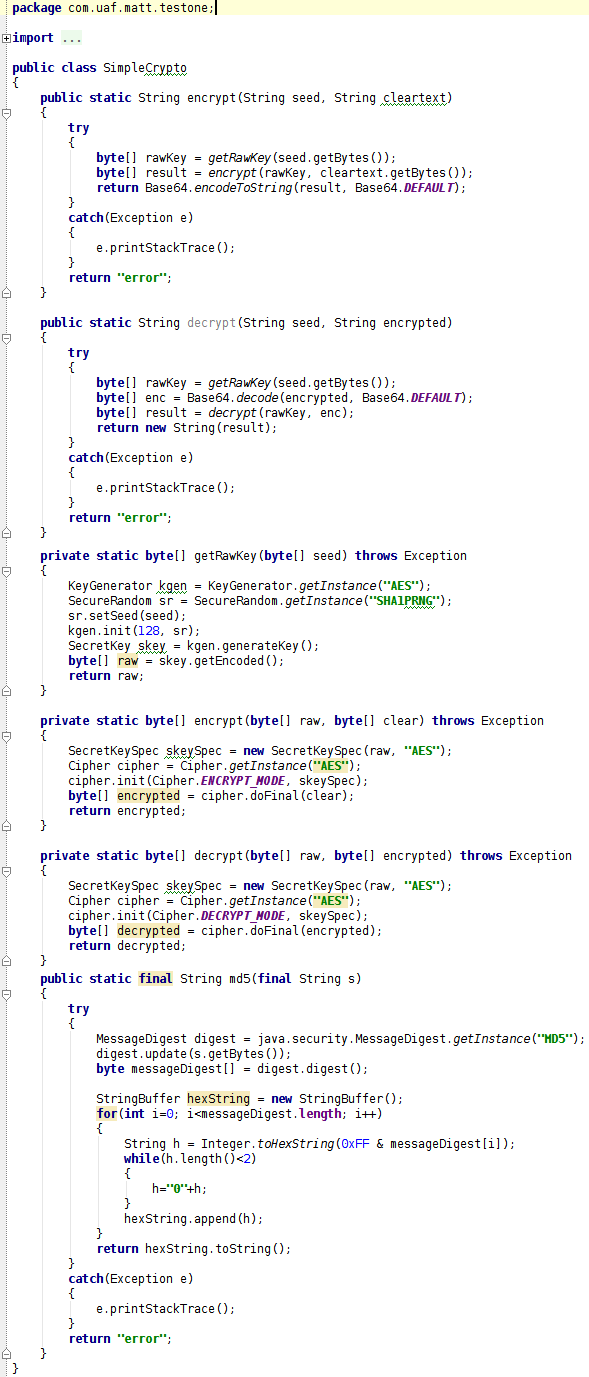 package com.uaf.matt.testone;
import ...
public class SimpleCrypto
{
    public static String encrypt(String seed, String cleartext)
    {
        try
        {
            byte[] rawKey = getRawKey(seed.getBytes());
            byte[] result = encrypt(rawKey, cleartext.getBytes());
            return Base64.encodeToString(result, Base64.DEFAULT);
        }
        catch(Exception e)
        {
            e.printStackTrace();
        }
        return "error";
    }
    public static String decrypt(String seed, String encrypted)
    {
        try
        {
            byte[] rawKey = getRawKey(seed.getBytes());
            byte[] enc = Base64.decode(encrypted, Base64.DEFAULT);
            byte[] result = decrypt(rawKey, enc);
            return new String(result);
        }
        catch(Exception e)
        {
            e.printStackTrace();
        }
        return "error";
    }
    private static byte[] getRawKey(byte[] seed) throws Exception
    {
        KeyGenerator kgen = KeyGenerator.getInstance("AES");
        SecureRandom sr = SecureRandom.getInstance("SHA1PRNG");
        sr.setSeed(seed);
        kgen.init(128, sr);
        SecretKey skey = kgen.generateKey();
        byte[] raw = skey.getEncoded();
        return raw;
    }
    private static byte[] encrypt(byte[] raw, byte[] clear) throws Exception
    {
        SecretKeySpec skeySpec = new SecretKeySpec(raw, "AES");
        Cipher cipher = Cipher.getInstance("AES");
        cipher.init(Cipher.ENCRYPT_MODE, skeySpec);
        byte[] encrypted = cipher.doFinal(clear);
        return encrypted;
    }
    private static byte[] decrypt(byte[] raw, byte[] encrypted) throws Exception
    {
        SecretKeySpec skeySpec = new SecretKeySpec(raw, "AES");
        Cipher cipher = Cipher.getInstance("AES");
        cipher.init(Cipher.DECRYPT_MODE, skeySpec);
        byte[] decrypted = cipher.doFinal(encrypted);
        return decrypted;
    }
    public static final String md5(final String s)
    {
        try
        {
            MessageDigest digest = java.security.MessageDigest.getInstance("MD5");
            digest.update(s.getBytes());
            byte messageDigest[] = digest.digest();
            StringBuffer hexString = new StringBuffer();
            for(int i=0; i<messageDigest.length; i++)
            {
                String h = Integer.toHexString(0xFF & messageDigest[i]);
                while(h.length()<2)
                {
                    h="0"+h;
                }
                hexString.append(h);
            }
            return hexString.toString();
        }
        catch(Exception e)
        {
            e.printStackTrace();
        }
        return "error";
    }
}